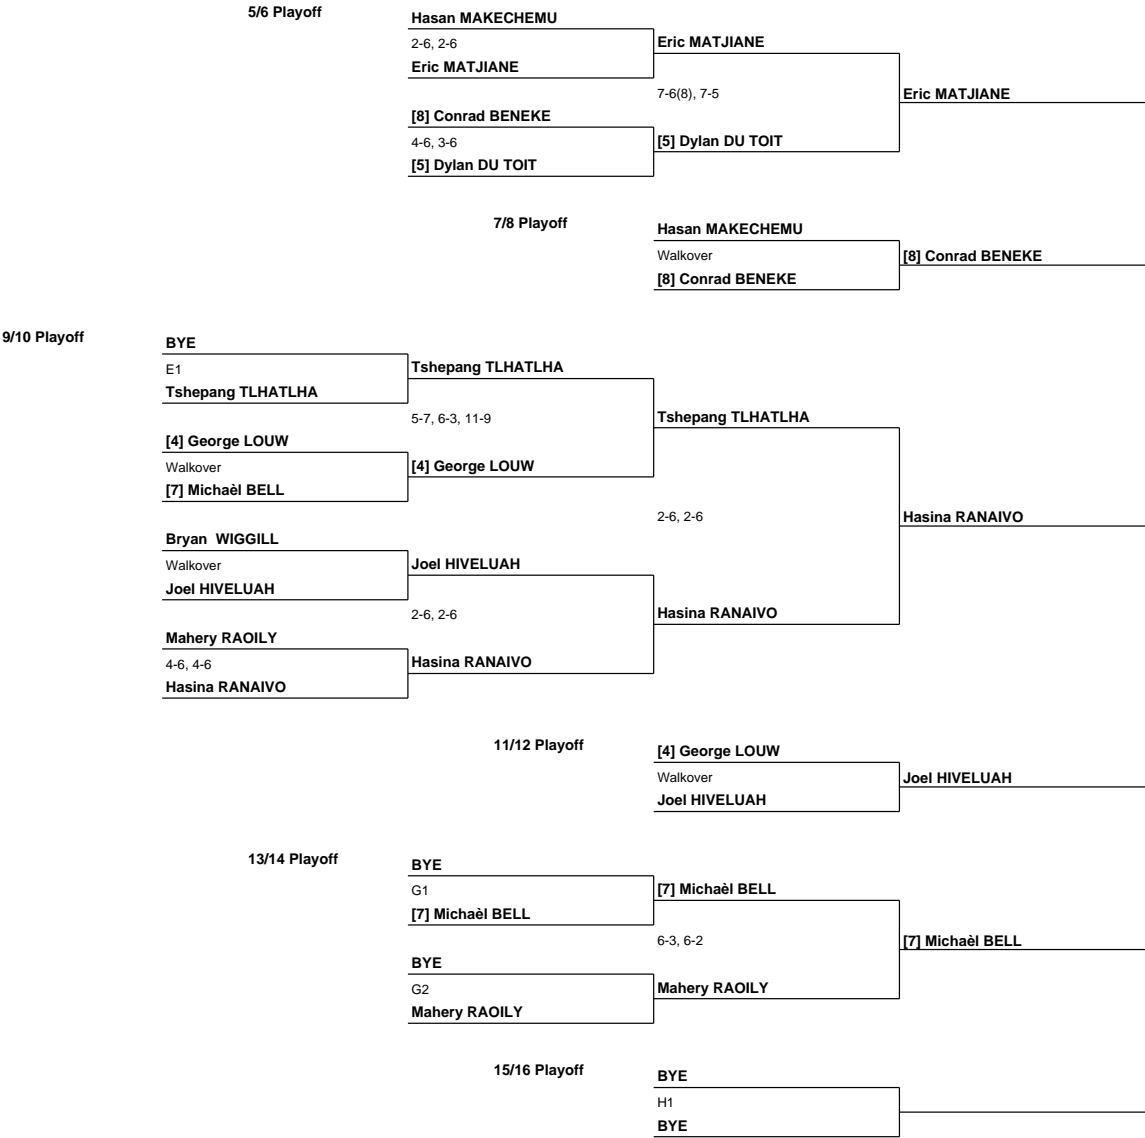 5/6 Playoff
Hasan MAKECHEMU
2-6, 2-6
Eric MATJIANE
Eric MATJIANE
7-6(8), 7-5
Eric MATJIANE
[8] Conrad BENEKE
4-6, 3-6
[5] Dylan DU TOIT
[5] Dylan DU TOIT
7/8 Playoff
Hasan MAKECHEMU
Walkover
[8] Conrad BENEKE
[8] Conrad BENEKE
9/10 Playoff
BYE
E1
Tshepang TLHATLHA
Tshepang TLHATLHA
5-7, 6-3, 11-9
Tshepang TLHATLHA
[4] George LOUW
Walkover
[4] George LOUW
[7] Michaèl BELL
2-6, 2-6
Hasina RANAIVO
Bryan  WIGGILL
Walkover
Joel HIVELUAH
Joel HIVELUAH
2-6, 2-6
Hasina RANAIVO
Mahery RAOILY
4-6, 4-6
Hasina RANAIVO
Hasina RANAIVO
11/12 Playoff
[4] George LOUW
Walkover
Joel HIVELUAH
Joel HIVELUAH
13/14 Playoff
BYE
G1
[7] Michaèl BELL
[7] Michaèl BELL
6-3, 6-2
[7] Michaèl BELL
BYE
G2
Mahery RAOILY
Mahery RAOILY
15/16 Playoff
BYE
H1
BYE